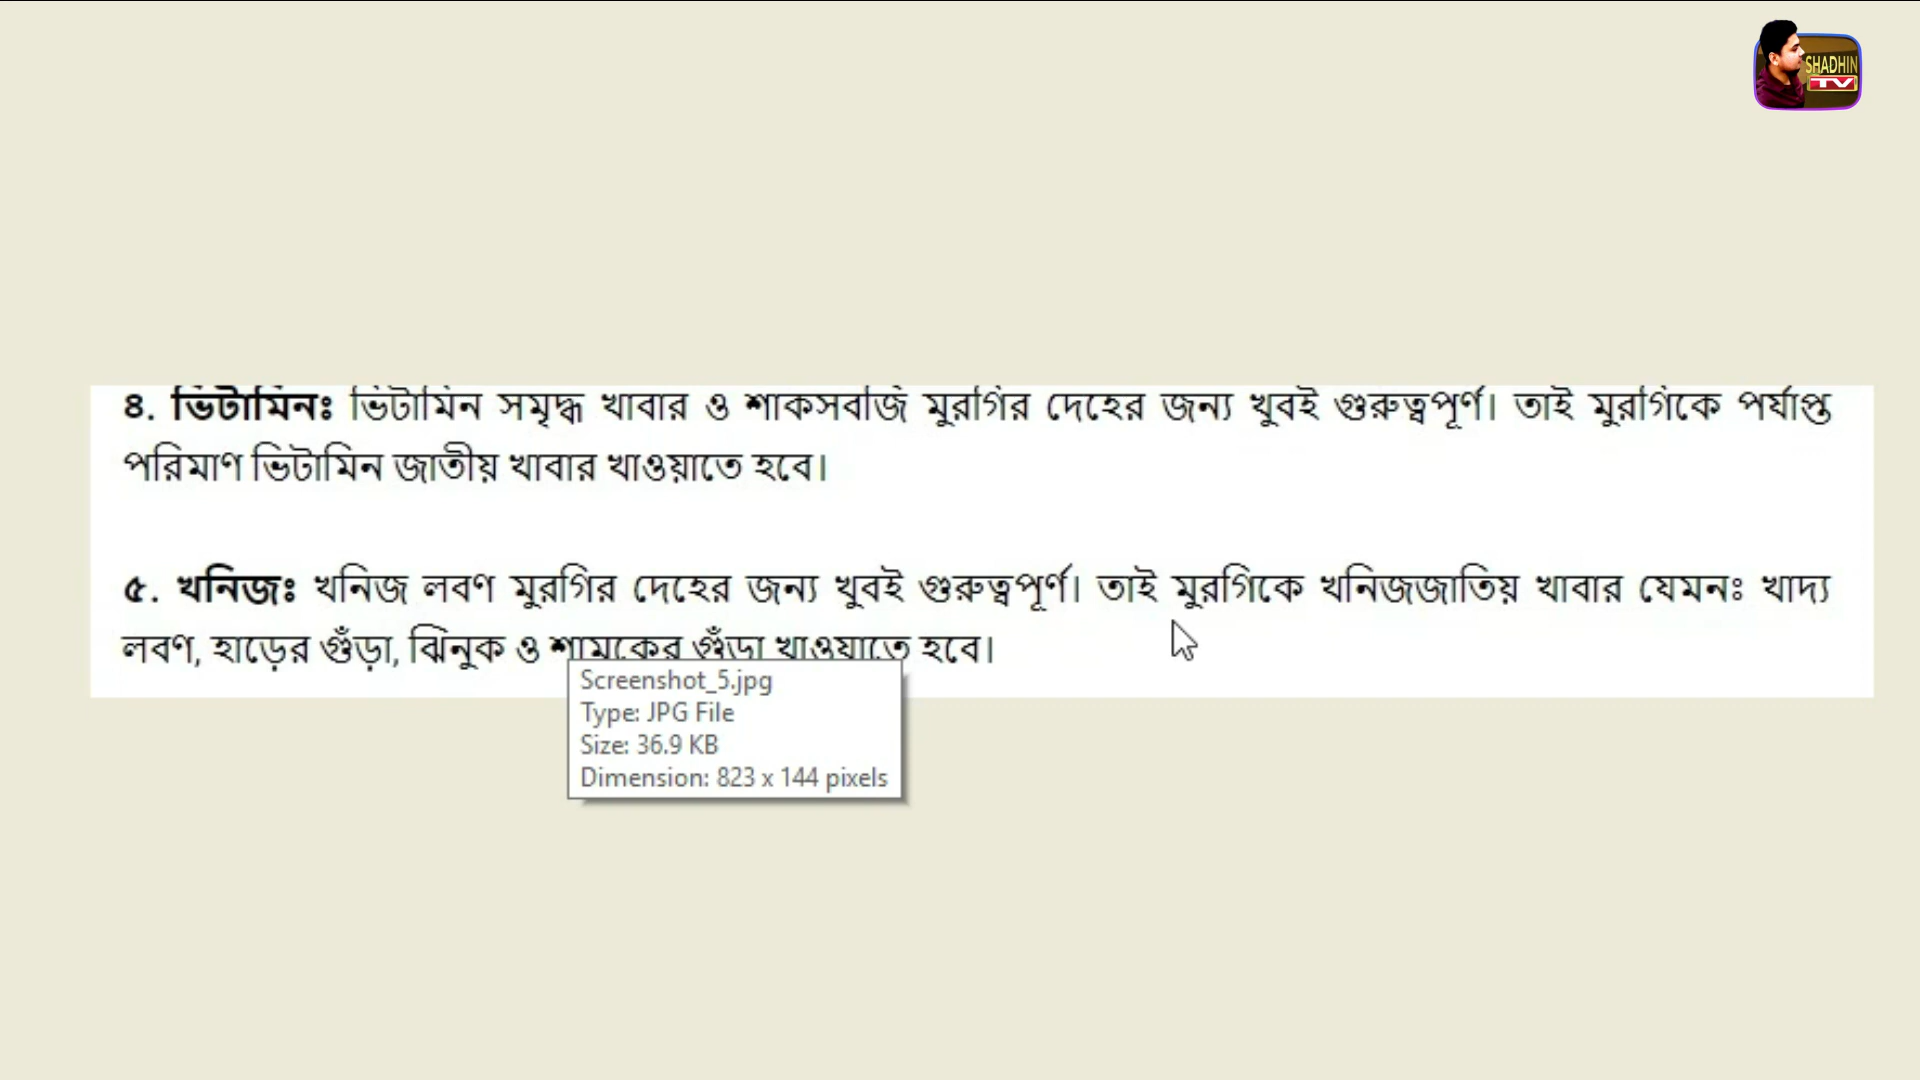 SHADHIN
TV
৪. ভিটামিনঃ ভিটামিন সমৃদ্ধ খাবার ও শাকসবজি মুরগির দেহের জন্য খুবই গুরুত্বপূর্ণ। তাই মুরগিকে পর্যাপ্ত
পরিমাণ ভিটামিন জাতীয় খাবার খাওয়াতে হবে।
৫. খনিজঃ খনিজ লবণ মুরগির দেহের জন্য খুবই গুরুত্বপূর্ণ। তাই মুরগিকে খনিজজাতিয় খাবার যেমনঃ খাদ্য
লবণ, হাড়ের গুঁড়া, ঝিনুক ও শামুকের গুঁড়া খাওয়াতে হবে।
Screenshot_5.jpg
Type: JPG File
Size: 36.9 KB
Dimension: 823 x 144 pixels